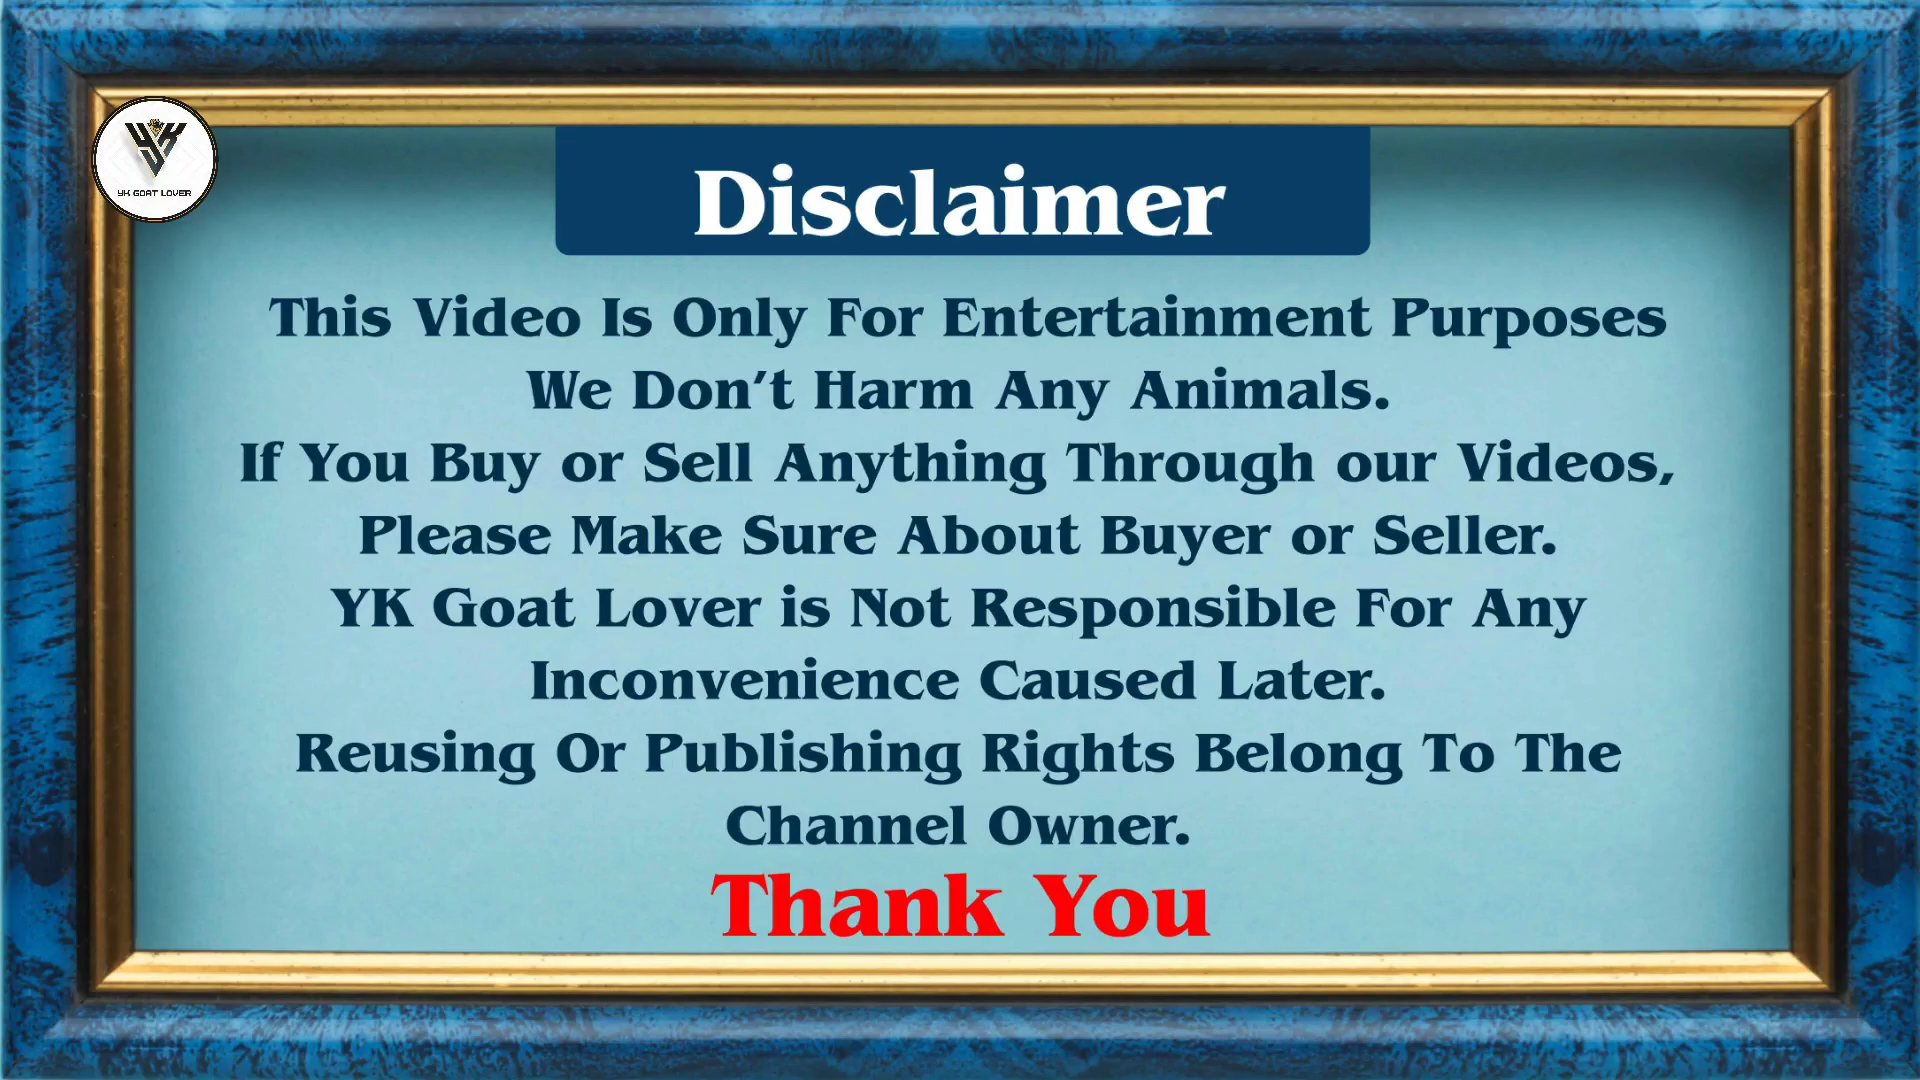 YK GOAT LOVER
Disclaimer
This Video Is Only For Entertainment Purposes
We Don't Harm Any Animals.
If You Buy or Sell Anything Through our Videos,
Please Make Sure About Buyer or Seller.
YK Goat Lover is Not Responsible For Any
Inconvenience Caused Later.
Reusing Or Publishing Rights Belong To The
Channel Owner.
Thank You